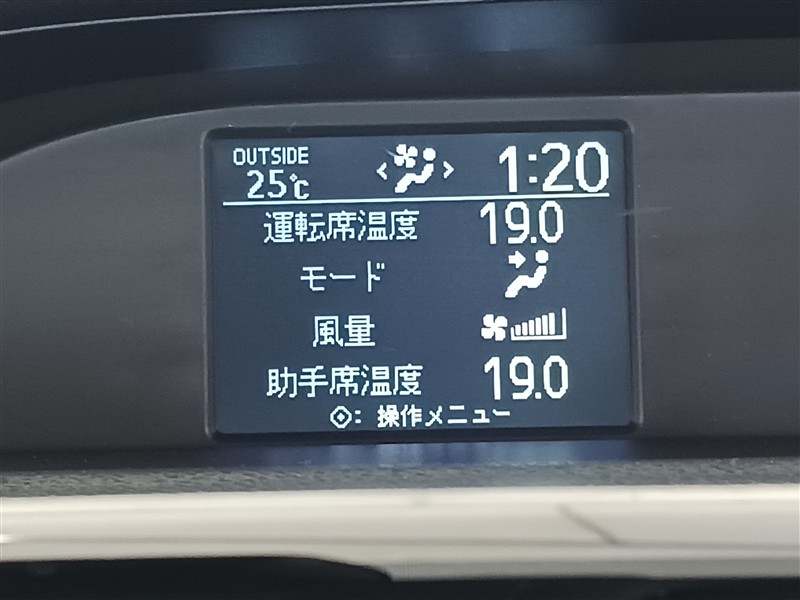 OUTSIDE
25℃ 1:20
運転席温度 19.0
モード
風量
助手席温度 19.0
: 操作メニュー